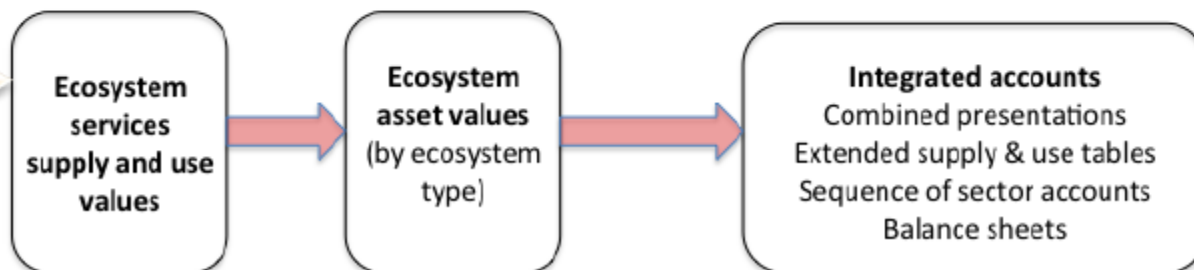 Ecosystem
services
supply and use
values
Ecosystem
asset values
(by ecosystem
type)
Integrated accounts
Combined presentations
Extended supply & use tables
Sequence of sector accounts
Balance sheets